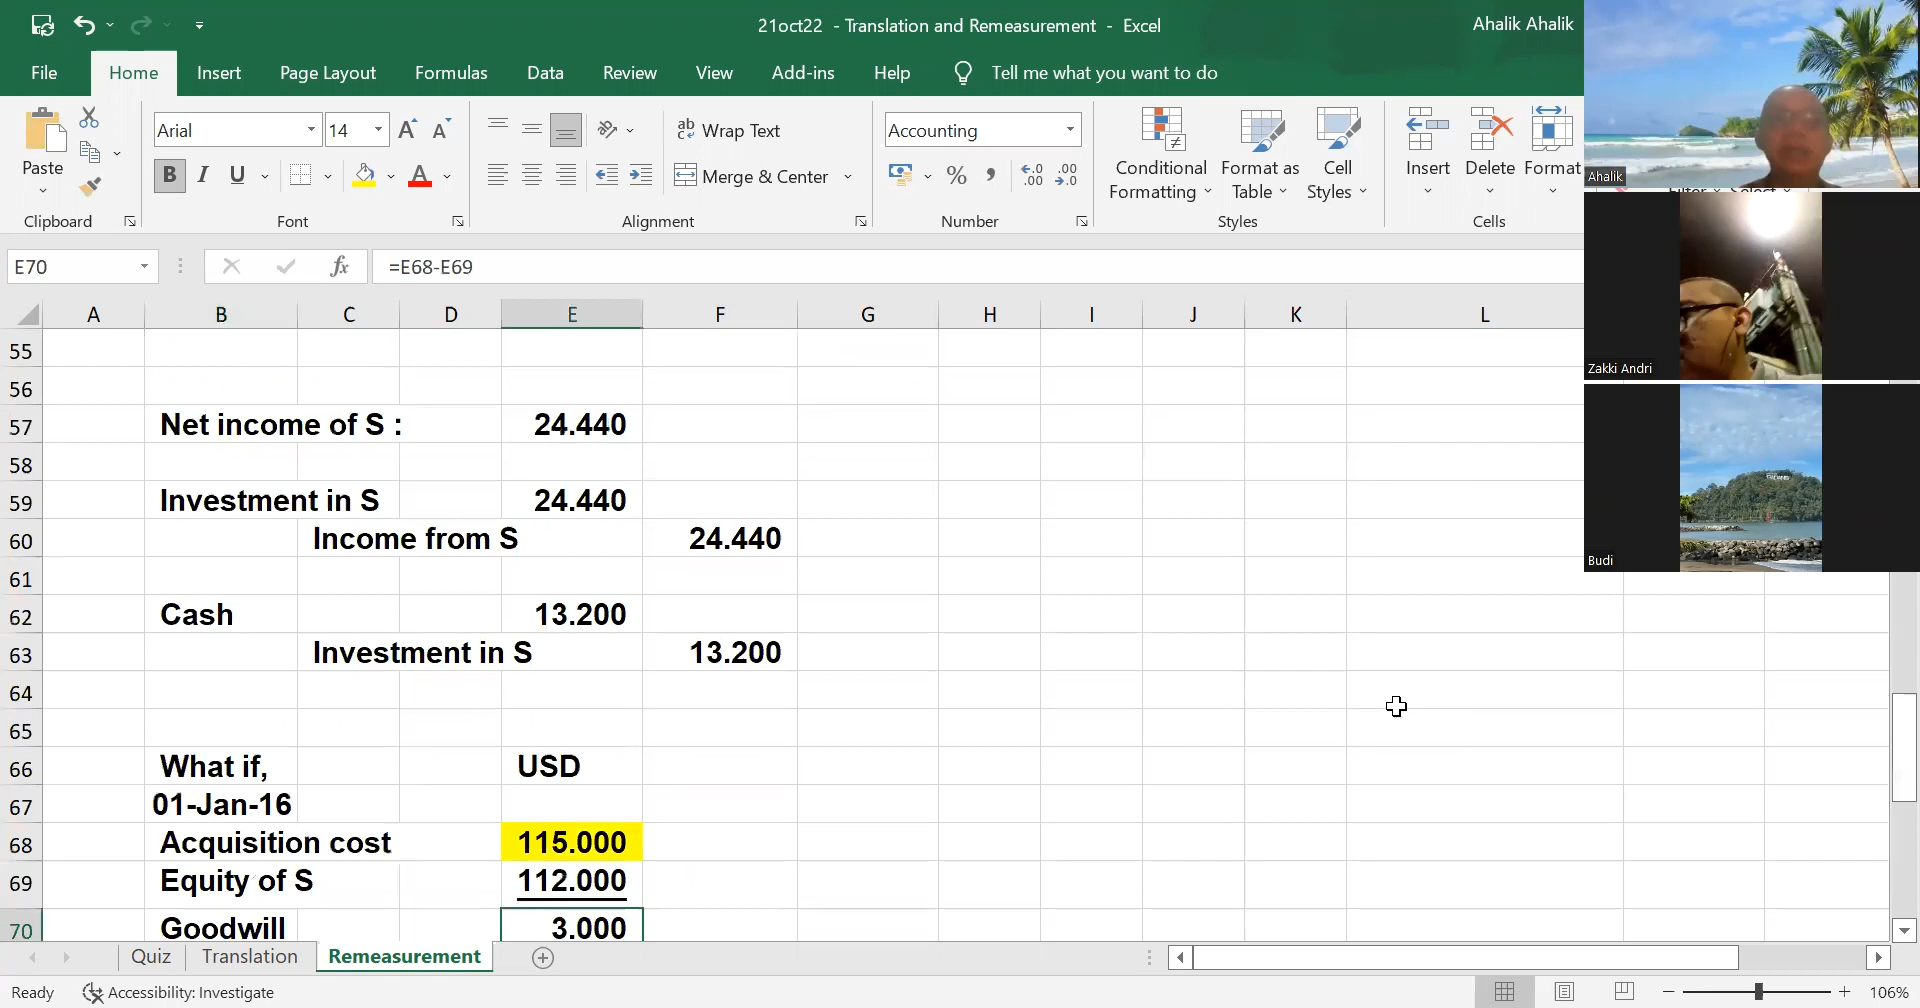 21oct22 - Translation and Remeasurement - Excel
Ahalik Ahalik
File Home Insert Page Layout Formulas Data Review View Add-ins Help Tell me what you want to do
Paste
Clipboard
Arial 14
B I U
Font
Wrap Text
Merge & Center
Alignment
Accounting
Number
Conditional Formatting
Format as Table
Cell Styles
Styles
Insert
Delete
Format
Cells
E70
fx
=E68-E69
A B C D E F G H I J K L
55
56
57 Net income of S : 24.440
58
59 Investment in S 24.440
60 Income from S 24.440
61
62 Cash 13.200
63 Investment in S 13.200
64
65
66 What if, USD
67 01-Jan-16
68 Acquisition cost 115.000
69 Equity of S 112.000
70 Goodwill 3.000
Quiz Translation Remeasurement
Ready Accessibility: Investigate 106%
Ahalik
Zakki Andri
Budi